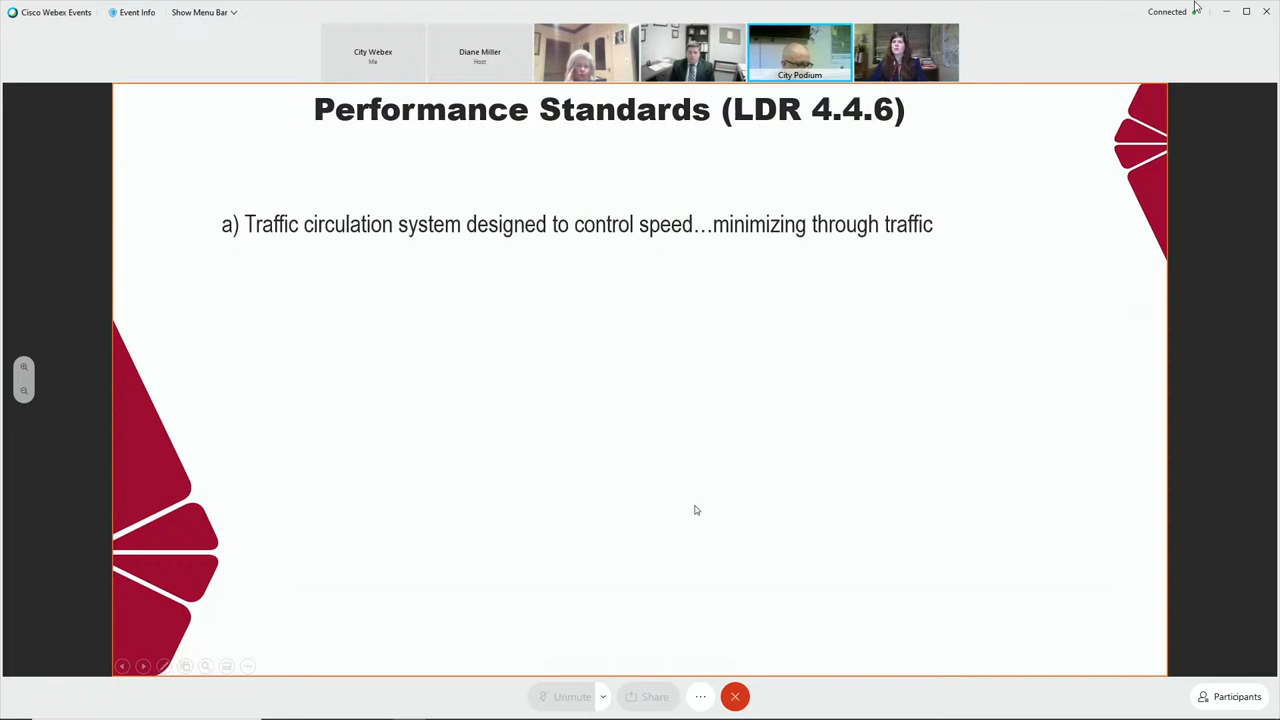 Cisco Webex Events
Event Info
Show Menu Bar
Connected
City Webex
Me
Diane Miller
Host
City Podium
Performance Standards (LDR 4.4.6)
a) Traffic circulation system designed to control speed…minimizing through traffic
Unmute
Share
Participants